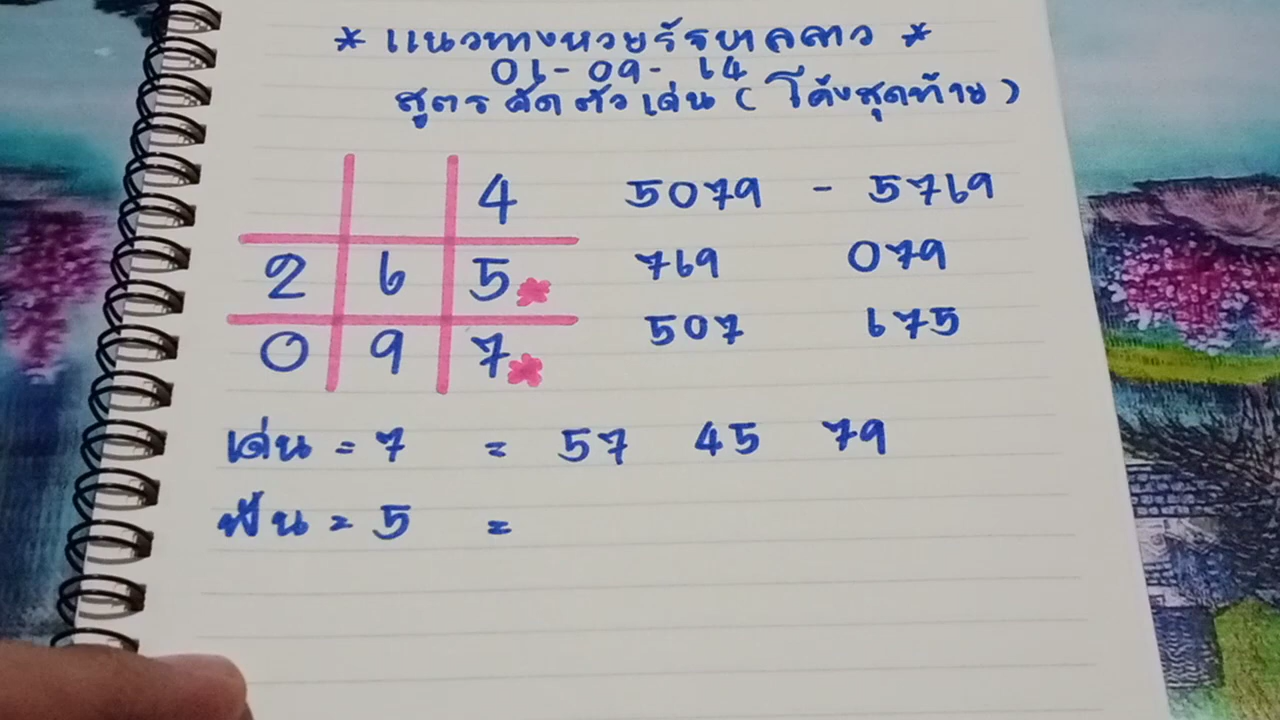 * แนวทางหวยรัฐบาลลาว *
01-09-64
สูตรคัดตัวเด่น (โค้งสุดท้าย)
4 5079 - 5769
2 6 5 769 079
0 9 7 507 675
เด่น = 7 = 57 45 79
ฟัน = 5 =